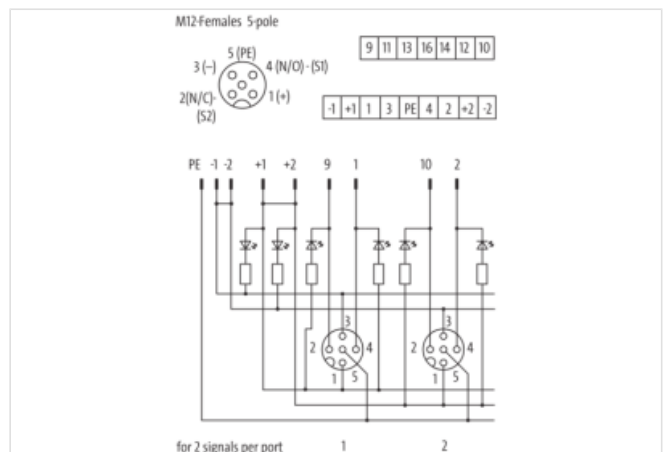 M12-Females 5-pole
5 (PE)
3 (–)
4 (N/O)-(S1)
2(N/C)-
(S2)
1 (+)
9 11 13 16 14 12 10
-1 +1 1 3 PE 4 2 +2 -2
PE -1 -2 +1 +2 9 1 10 2
3 3
2 4 2 4
1 5 1 5
for 2 signals per port 1 2